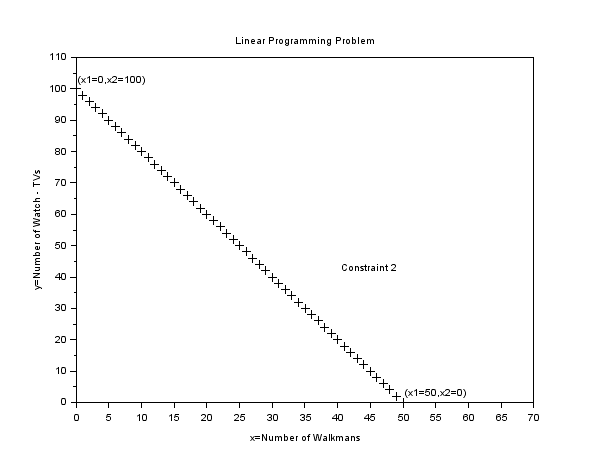 Linear Programming Problem
110
(x1=0,x2=100)
100
90
80
70
60
50
40
30
20
10
0
y=Number of Watch - TVs
Constraint 2
(x1=50,x2=0)
0 5 10 15 20 25 30 35 40 45 50 55 60 65 70
x=Number of Walkmans